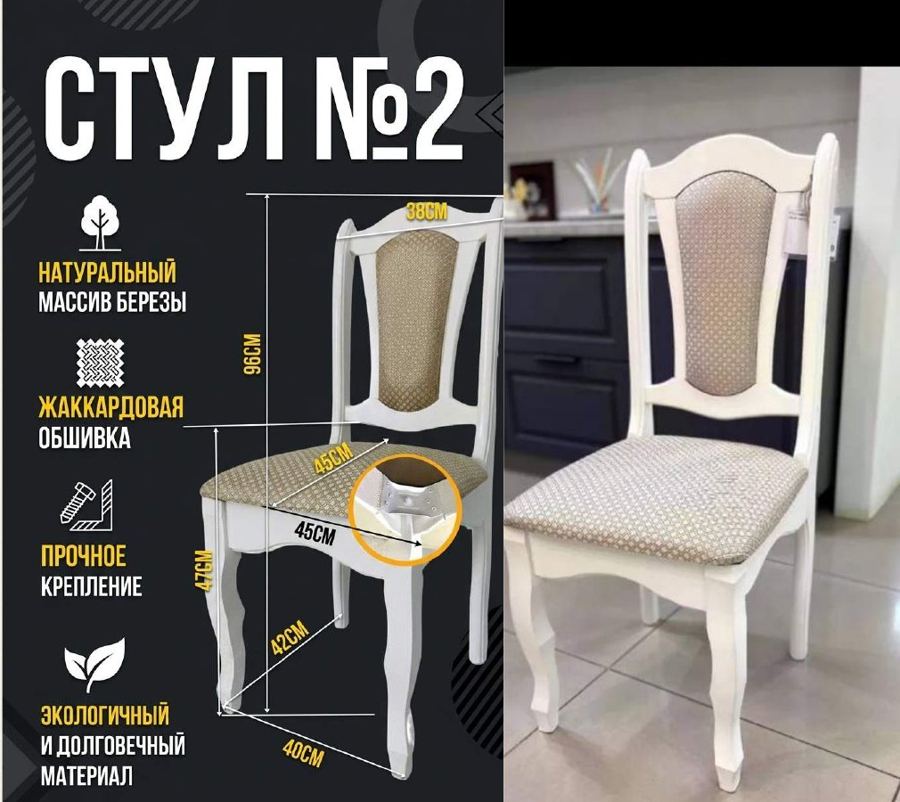 СТУЛ №2
НАТУРАЛЬНЫЙ
МАССИВ БЕРЕЗЫ
ЖАККАРДОВАЯ
ОБШИВКА
ПРОЧНОЕ
КРЕПЛЕНИЕ
ЭКОЛОГИЧНЫЙ
И ДОЛГОВЕЧНЫЙ
МАТЕРИАЛ
38СМ
96СМ
45СМ
45СМ
47СМ
42СМ
40СМ